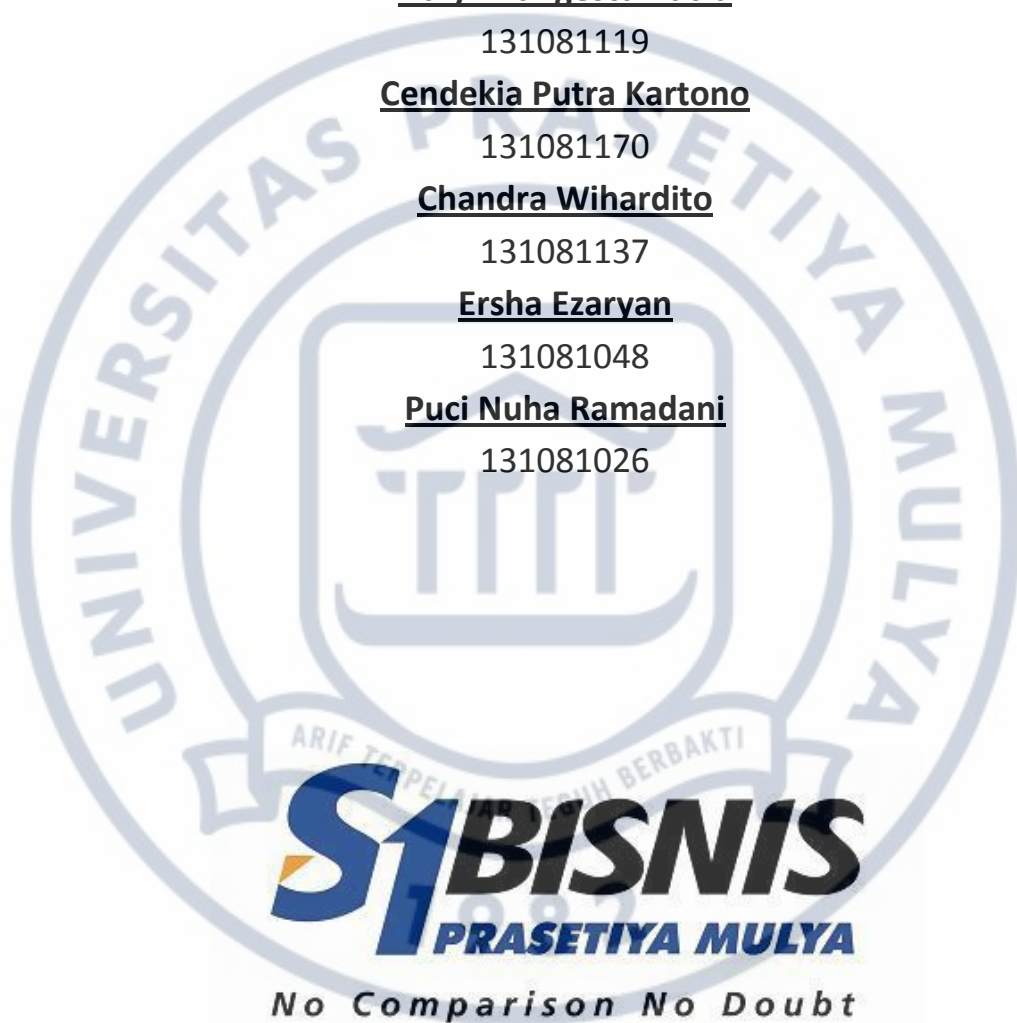 131081119
Cendekia Putra Kartono
131081170
Chandra Wihardito
131081137
Ersha Ezaryan
131081048
Puci Nuha Ramadani
131081026
UNIVERSITAS PRASETIYA MULYA
ARIF TERPELAJAR TEGUH BERBAKTI
1982
S1 BISNIS
PRASETIYA MULYA
No Comparison No Doubt